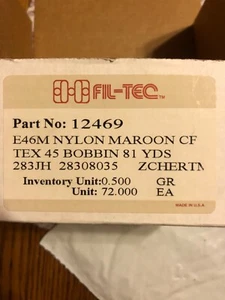 FIL-TEC™
Part No: 12469
E46M NYLON MAROON CF
TEX 45 BOBBIN 81 YDS
283JH 28308035 ZCHERTM
Inventory Unit:0.500 GR
Unit: 72.000 EA
MADE IN U.S.A.